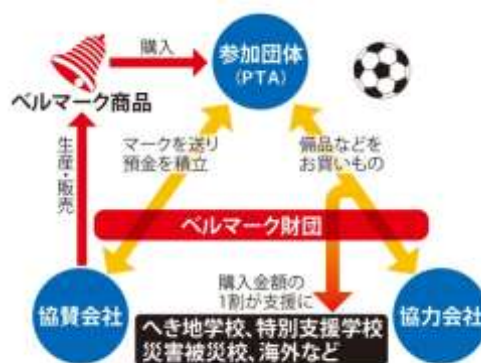 購入
参加団体
(PTA)
ベルマーク商品
生産・販売
マークを送り
預金を積立
備品などを
お買いもの
ベルマーク財団
購入金額の
1割が支援に
協賛会社
へき地学校、特別支援学校
災害被災校、海外など
協力会社